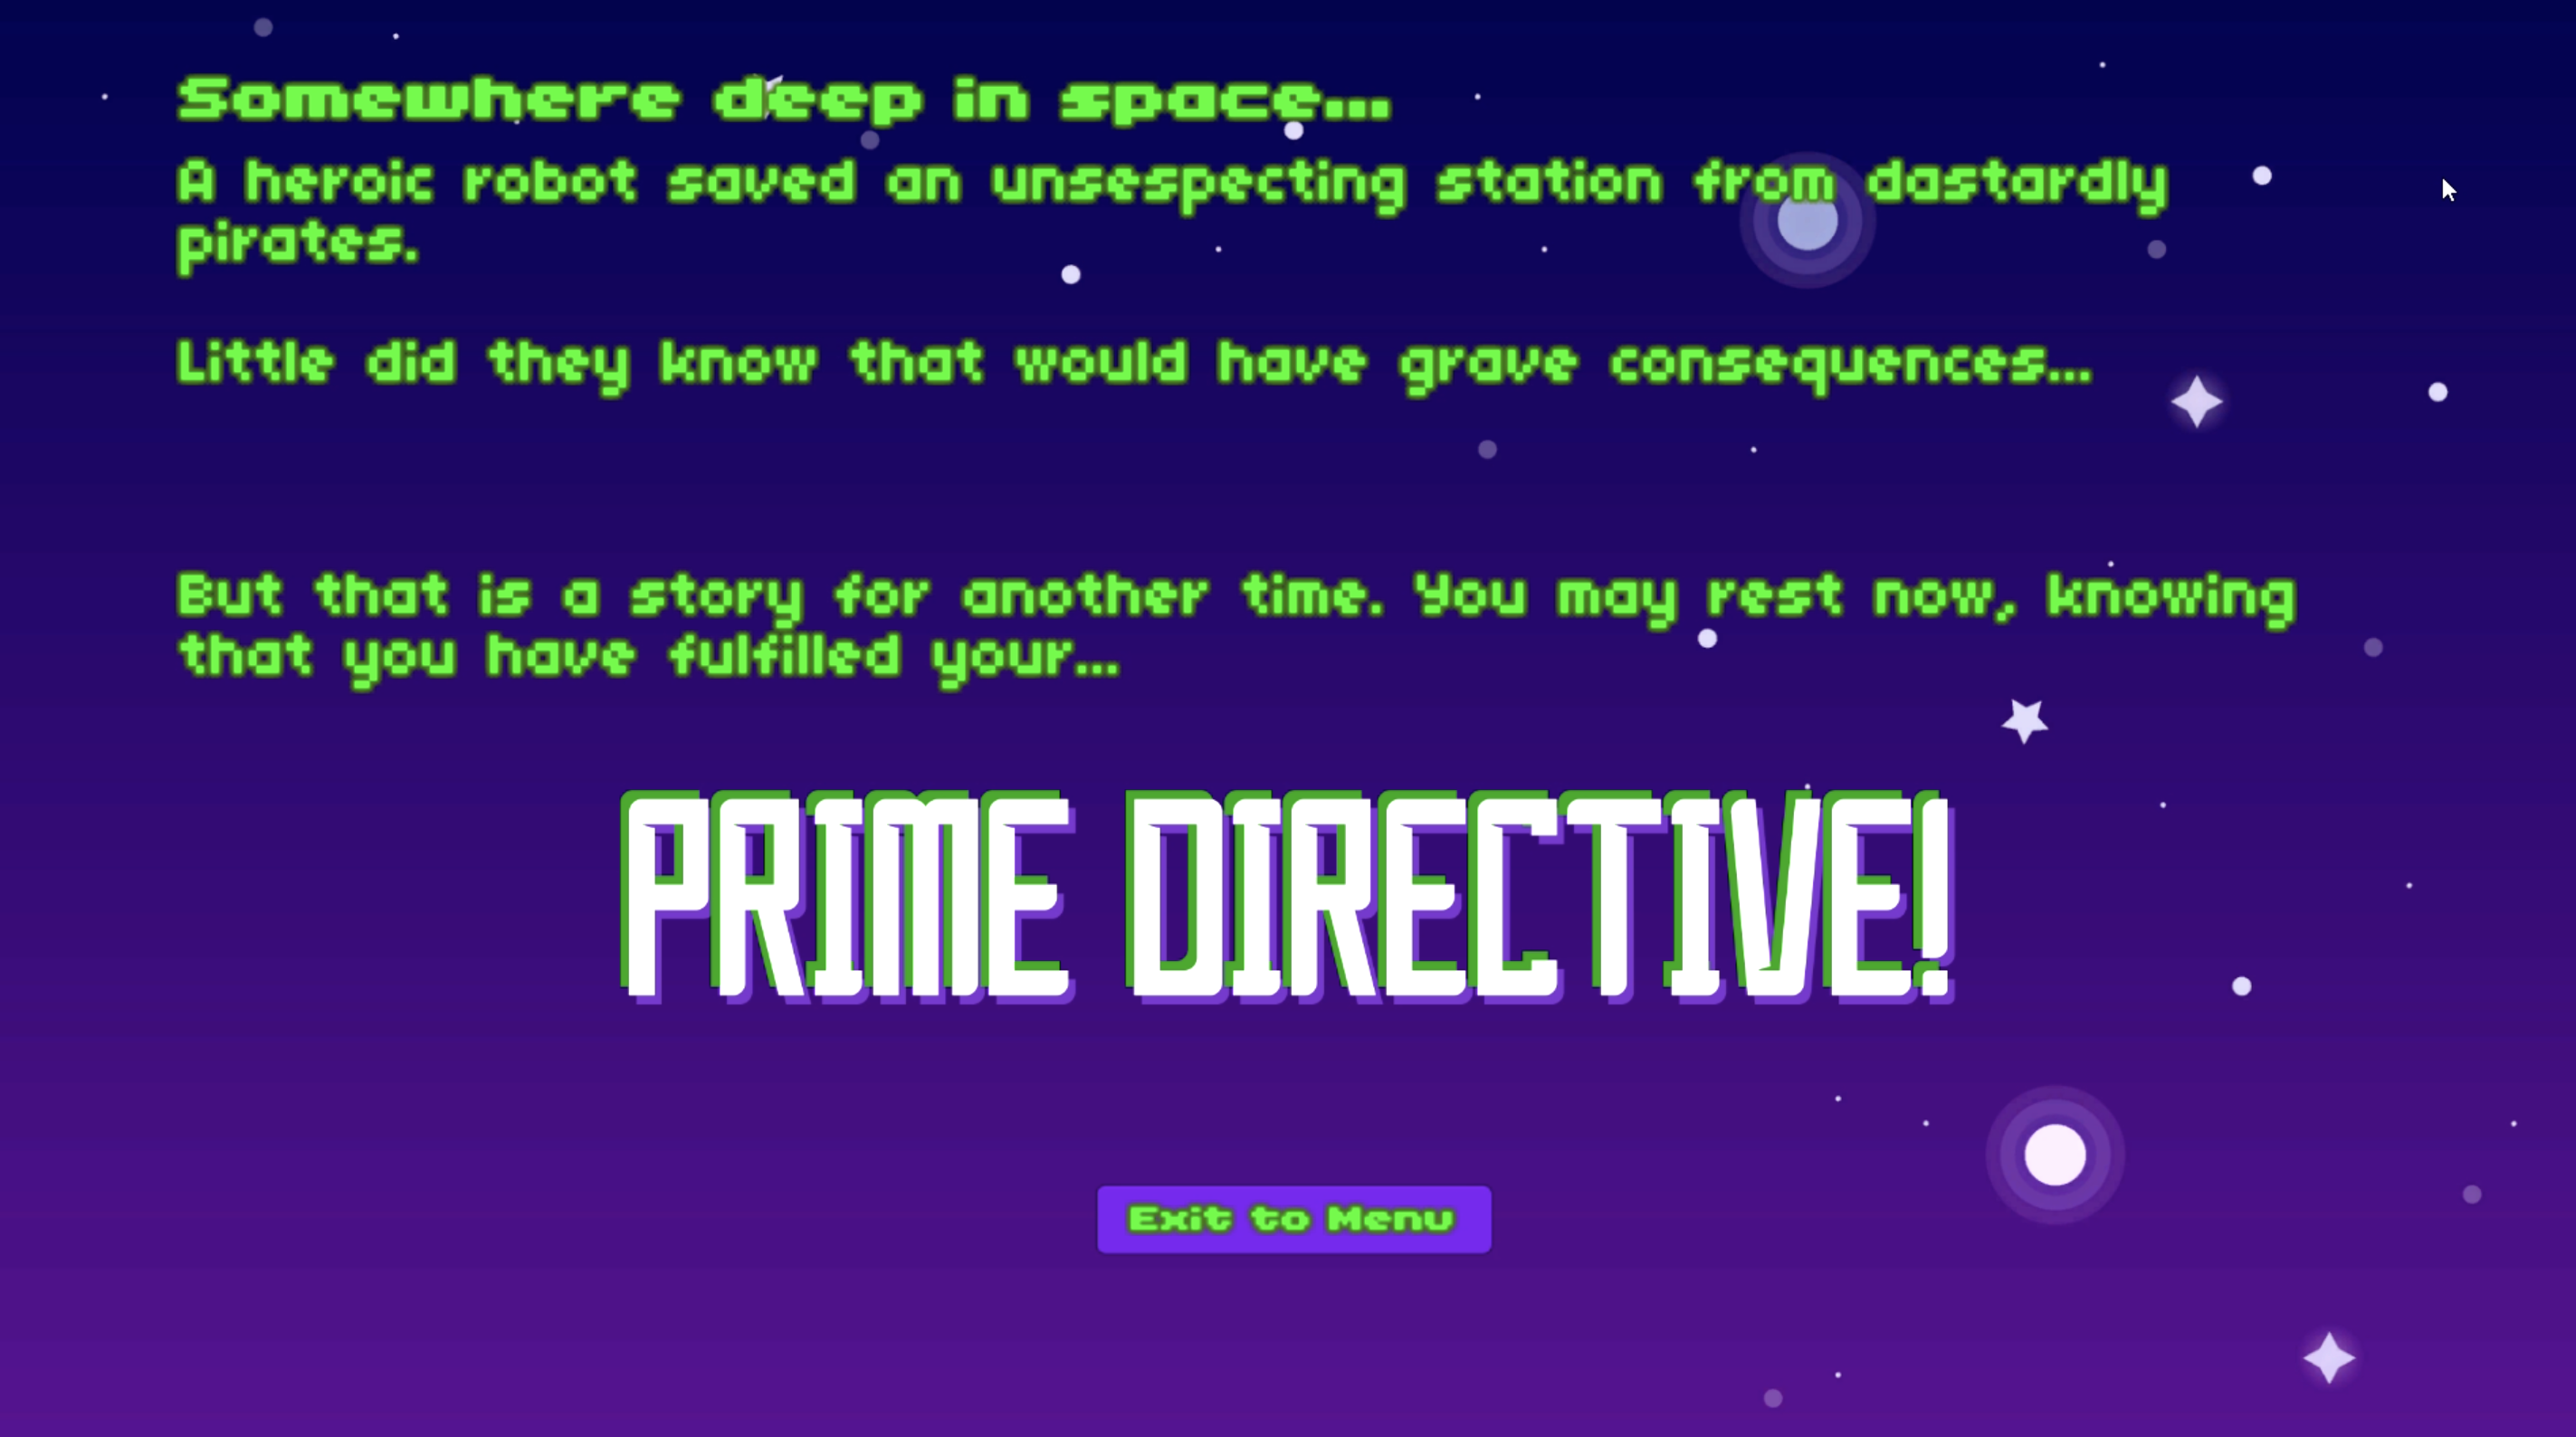 Somewhere deep in space...
A heroic robot saved an unsespecting station from dastardly
pirates.
Little did they know that would have grave consequences...
But that is a story for another time. You may rest now, knowing
that you have fulfilled your...
PRIME DIRECTIVE!
Exit to Menu